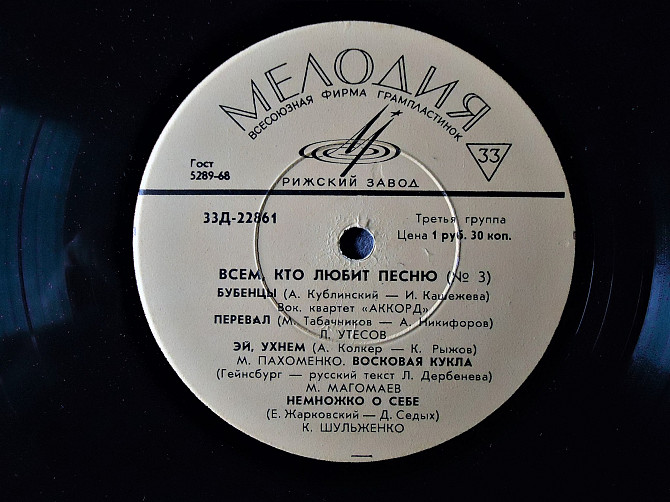 МЕЛОДИЯ
ВСЕСОЮЗНАЯ ФИРМА ГРАМПЛАСТИНОК
33
Гост
5289-68
РИЖСКИЙ ЗАВОД
33Д-22861
Третья группа
Цена 1 руб. 30 коп.
ВСЕМ, КТО ЛЮБИТ ПЕСНЮ (№ 3)
БУБЕНЦЫ (А. Кублинский — И. Кашежева)
Вок. квартет «АККОРД»
ПЕРЕВАЛ (М. Табачников — А. Никифоров)
Л. УТЕСОВ
ЭЙ, УХНЕМ (А. Колкер — К. Рыжов)
М. ПАХОМЕНКО. ВОСКОВАЯ КУКЛА
(Гейнсбург — русский текст Л. Дербенева)
М. МАГОМАЕВ
НЕМНОЖКО О СЕБЕ
(Е. Жарковский — Д. Седых)
К. ШУЛЬЖЕНКО